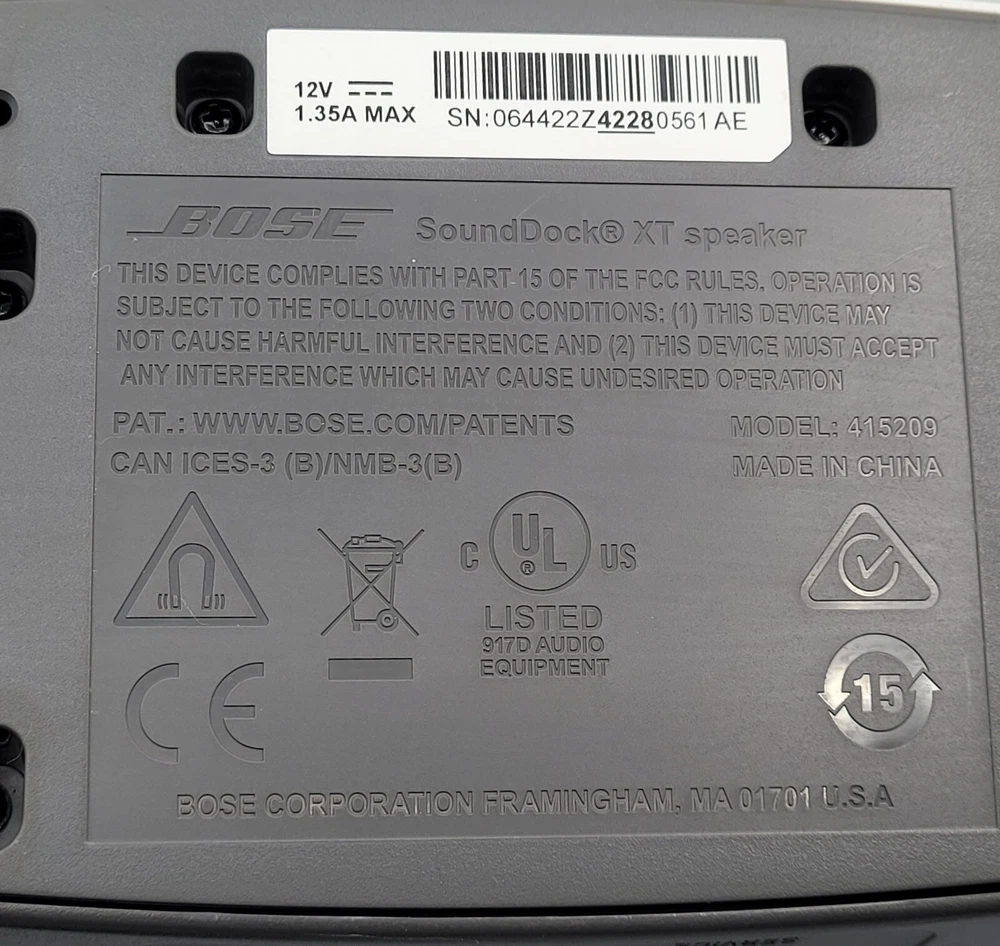 12V
1.35A MAX
SN:064422Z42280561AE
BOSE SoundDock® XT speaker
THIS DEVICE COMPLIES WITH PART 15 OF THE FCC RULES, OPERATION IS
SUBJECT TO THE FOLLOWING TWO CONDITIONS: (1) THIS DEVICE MAY
NOT CAUSE HARMFUL INTERFERENCE AND (2) THIS DEVICE MUST ACCEPT
ANY INTERFERENCE WHICH MAY CAUSE UNDESIRED OPERATION
PAT.: WWW.BOSE.COM/PATENTS
MODEL: 415209
CAN ICES-3 (B)/NMB-3(B)
MADE IN CHINA
C UL® US
LISTED
917D AUDIO
EQUIPMENT
CE
15
BOSE CORPORATION FRAMINGHAM, MA 01701 U.S.A